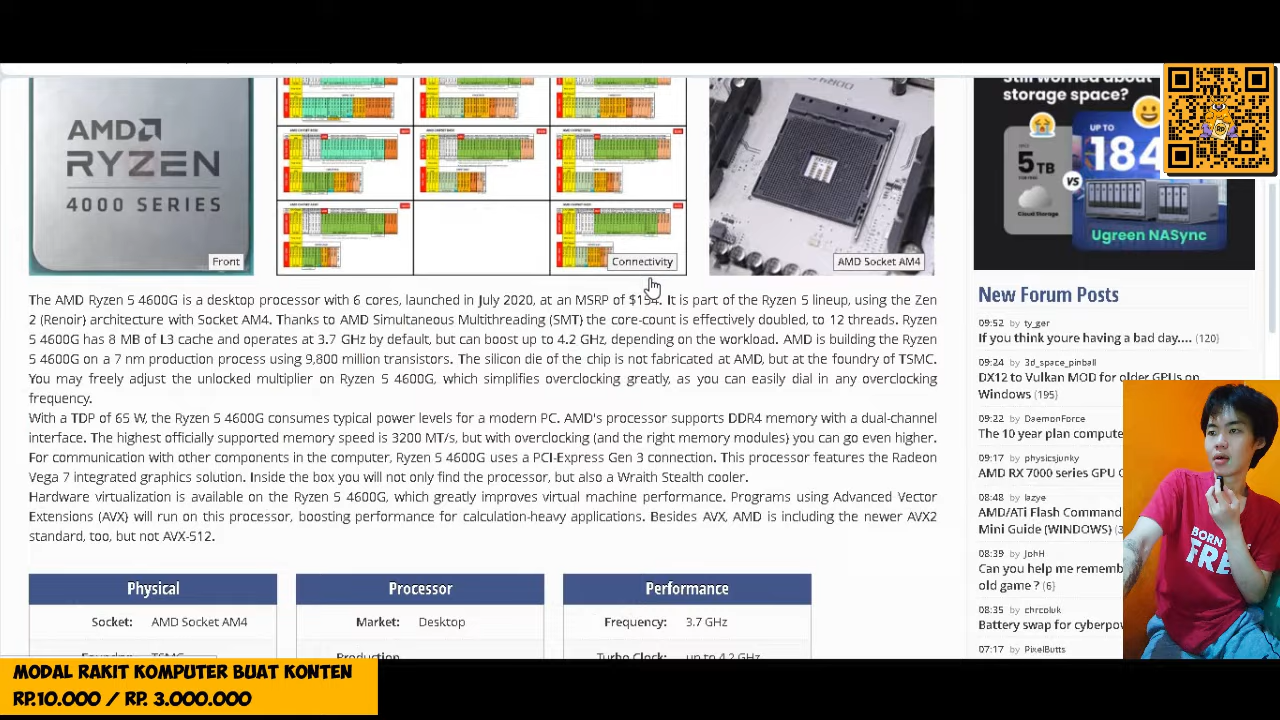 Still worried about
storage space?
UP TO
184
5 TB
Cloud Storage
VS
Ugreen NASync
AMD
RYZEN
4000 SERIES
Front
Connectivity
AMD Socket AM4
The AMD Ryzen 5 4600G is a desktop processor with 6 cores, launched in July 2020, at an MSRP of $154. It is part of the Ryzen 5 lineup, using the Zen
2 (Renoir) architecture with Socket AM4. Thanks to AMD Simultaneous Multithreading (SMT) the core-count is effectively doubled, to 12 threads. Ryzen
5 4600G has 8 MB of L3 cache and operates at 3.7 GHz by default, but can boost up to 4.2 GHz, depending on the workload. AMD is building the Ryzen
5 4600G on a 7 nm production process using 9,800 million transistors. The silicon die of the chip is not fabricated at AMD, but at the foundry of TSMC.
You may freely adjust the unlocked multiplier on Ryzen 5 4600G, which simplifies overclocking greatly, as you can easily dial in any overclocking
frequency.
With a TDP of 65 W, the Ryzen 5 4600G consumes typical power levels for a modern PC. AMD's processor supports DDR4 memory with a dual-channel
interface. The highest officially supported memory speed is 3200 MT/s, but with overclocking (and the right memory modules) you can go even higher.
For communication with other components in the computer, Ryzen 5 4600G uses a PCI-Express Gen 3 connection. This processor features the Radeon
Vega 7 integrated graphics solution. Inside the box you will not only find the processor, but also a Wraith Stealth cooler.
Hardware virtualization is available on the Ryzen 5 4600G, which greatly improves virtual machine performance. Programs using Advanced Vector
Extensions (AVX) will run on this processor, boosting performance for calculation-heavy applications. Besides AVX, AMD is including the newer AVX2
standard, too, but not AVX-512.
Physical
Socket: AMD Socket AM4
Foundry: TSMC
Processor
Market: Desktop
Production
Performance
Frequency: 3.7 GHz
Turbo Clock: up to 4.2 GHz
New Forum Posts
09:52 by ty_ger
If you think youre having a bad day.... (120)
09:24 by 3d_space_pinball
DX12 to Vulkan MOD for older GPUs on
Windows (195)
09:22 by DaemonForce
The 10 year plan compute
09:17 by physicsjunky
AMD RX 7000 series GPU
08:48 by lazye
AMD/ATi Flash Command
Mini Guide (WINDOWS)
08:39 by JohH
Can you help me rememb
old game ? (6)
08:35 by chrcoluk
Battery swap for cyberpow
07:17 by PixelButts
BORN
FRE
MODAL RAKIT KOMPUTER BUAT KONTEN
RP.10.000 / RP. 3.000.000